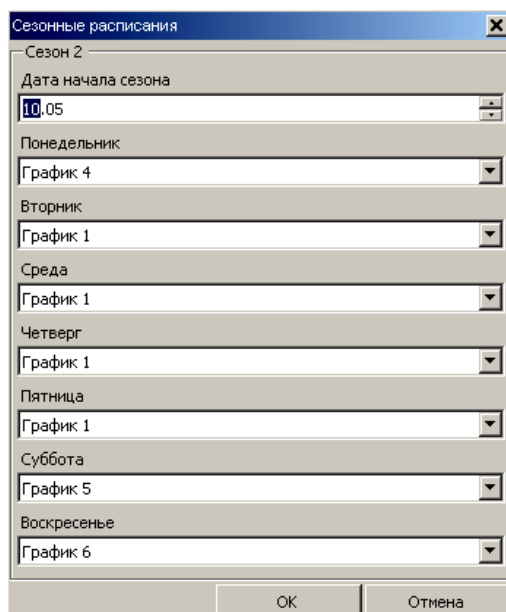 Сезонные расписания
Сезон 2
Дата начала сезона
10.05
Понедельник
График 4
Вторник
График 1
Среда
График 1
Четверг
График 1
Пятница
График 1
Суббота
График 5
Воскресенье
График 6
ОК Отмена